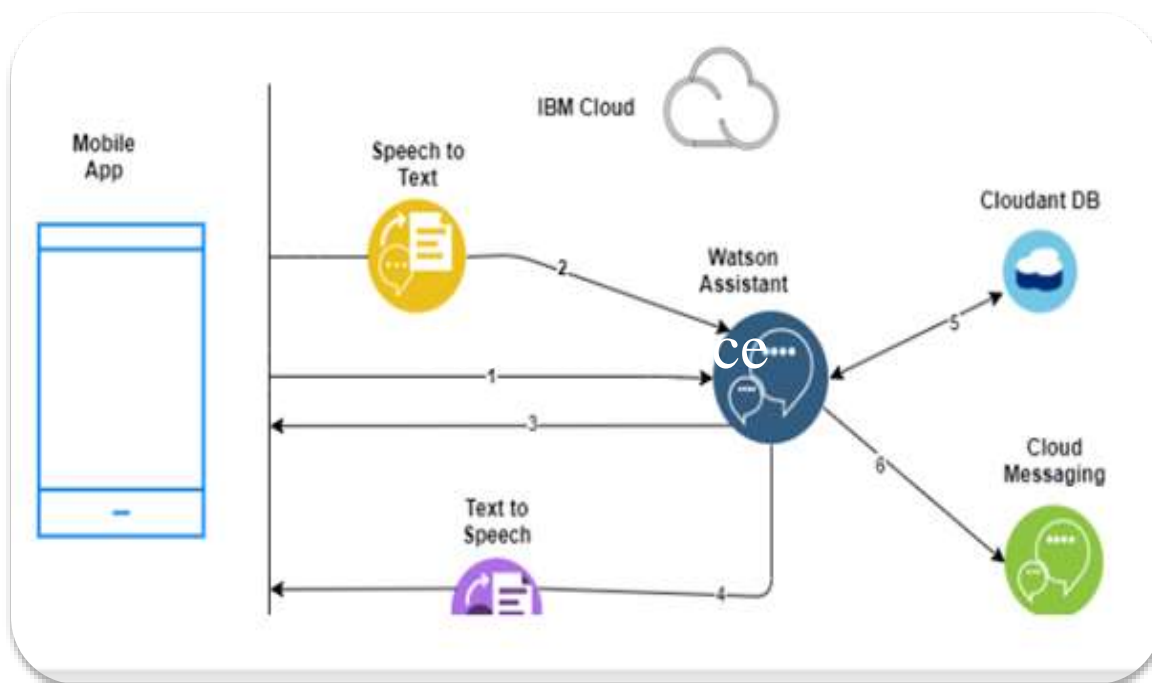 IBM Cloud
Mobile
App
Speech to
Text
Cloudant DB
Watson
Assistant
2
5
ce
1
3
Cloud
Messaging
6
Text to
Speech
4